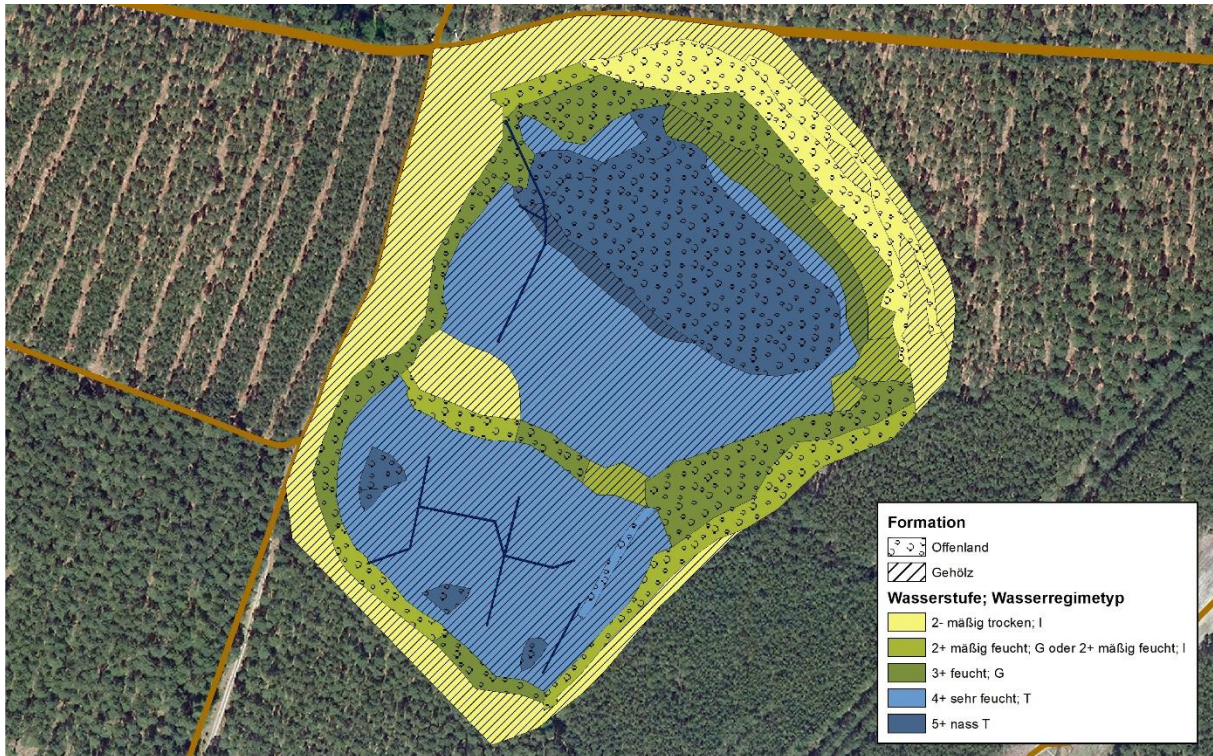 Formation
Offenland
Gehölz
Wasserstufe; Wasserregimetyp
2- mäßig trocken; I
2+ mäßig feucht; G oder 2+ mäßig feucht; I
3+ feucht; G
4+ sehr feucht; T
5+ nass T